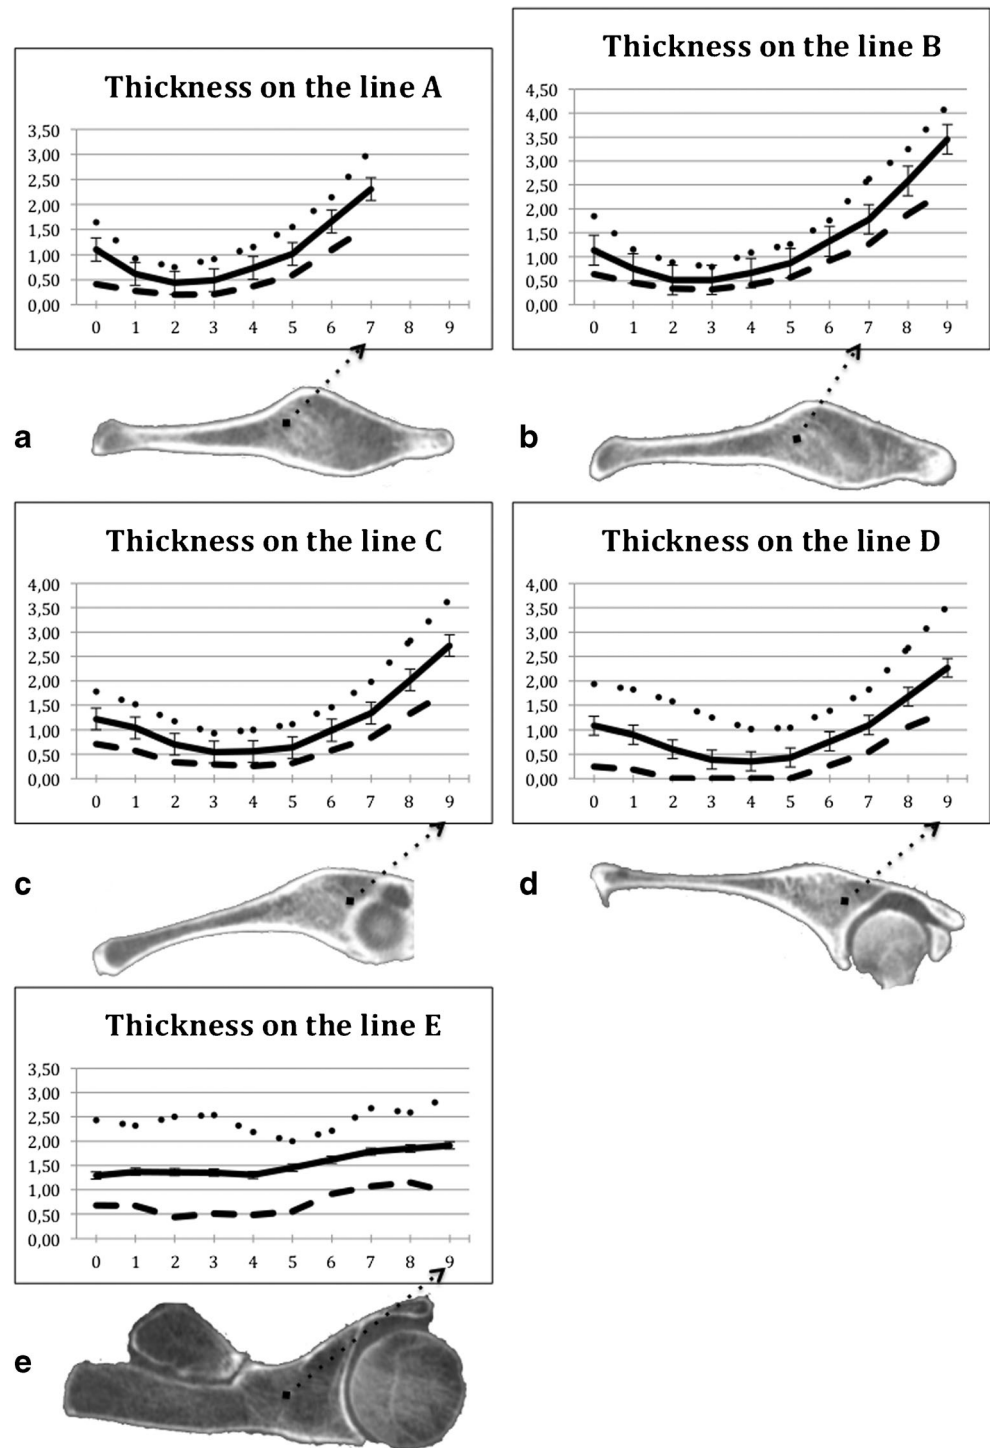 Thickness on the line A
3,50
3,00
2,50
2,00
1,50
1,00
0,50
0,00
0 1 2 3 4 5 6 7 8 9
a
Thickness on the line B
4,50
4,00
3,50
3,00
2,50
2,00
1,50
1,00
0,50
0,00
0 1 2 3 4 5 6 7 8 9
b
Thickness on the line C
4,00
3,50
3,00
2,50
2,00
1,50
1,00
0,50
0,00
0 1 2 3 4 5 6 7 8 9
c
Thickness on the line D
4,00
3,50
3,00
2,50
2,00
1,50
1,00
0,50
0,00
0 1 2 3 4 5 6 7 8 9
d
Thickness on the line E
3,50
3,00
2,50
2,00
1,50
1,00
0,50
0,00
0 1 2 3 4 5 6 7 8 9
e